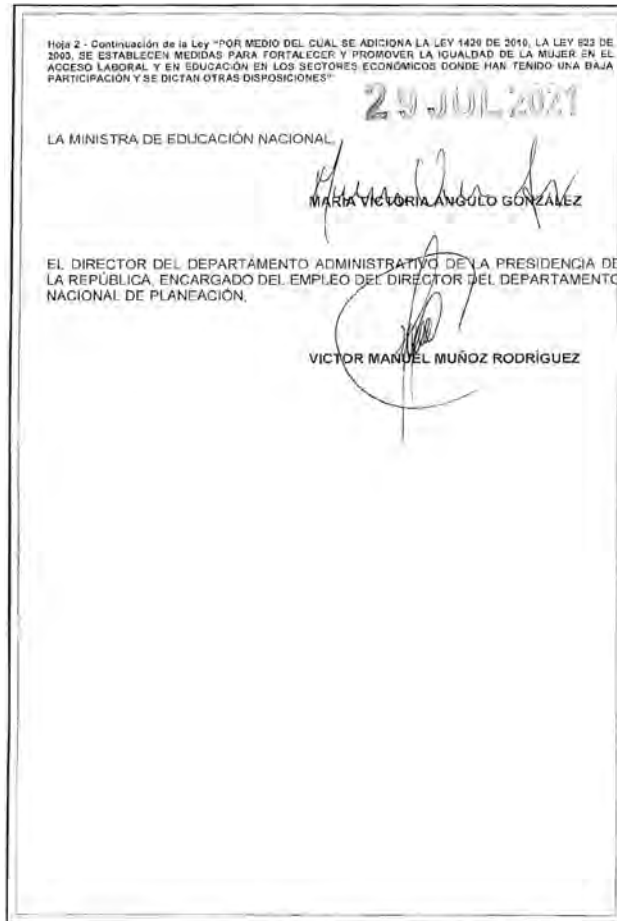 Hoja 2 - Continuación de la Ley "POR MEDIO DEL CUAL SE ADICIONA LA LEY 1429 DE 2010, LA LEY 823 DE
2003, SE ESTABLECEN MEDIDAS PARA FORTALECER Y PROMOVER LA IGUALDAD DE LA MUJER EN EL
ACCESO LABORAL Y EN EDUCACIÓN EN LOS SECTORES ECONÓMICOS DONDE HAN TENIDO UNA BAJA
PARTICIPACIÓN Y SE DICTAN OTRAS DISPOSICIONES"
29 JUL 2021
LA MINISTRA DE EDUCACIÓN NACIONAL,
MARÍA VICTORIA ANGULO GONZÁLEZ
EL DIRECTOR DEL DEPARTAMENTO ADMINISTRATIVO DE LA PRESIDENCIA DE
LA REPÚBLICA, ENCARGADO DEL EMPLEO DEL DIRECTOR DEL DEPARTAMENTO
NACIONAL DE PLANEACIÓN,
VICTOR MANUEL MUÑOZ RODRÍGUEZ